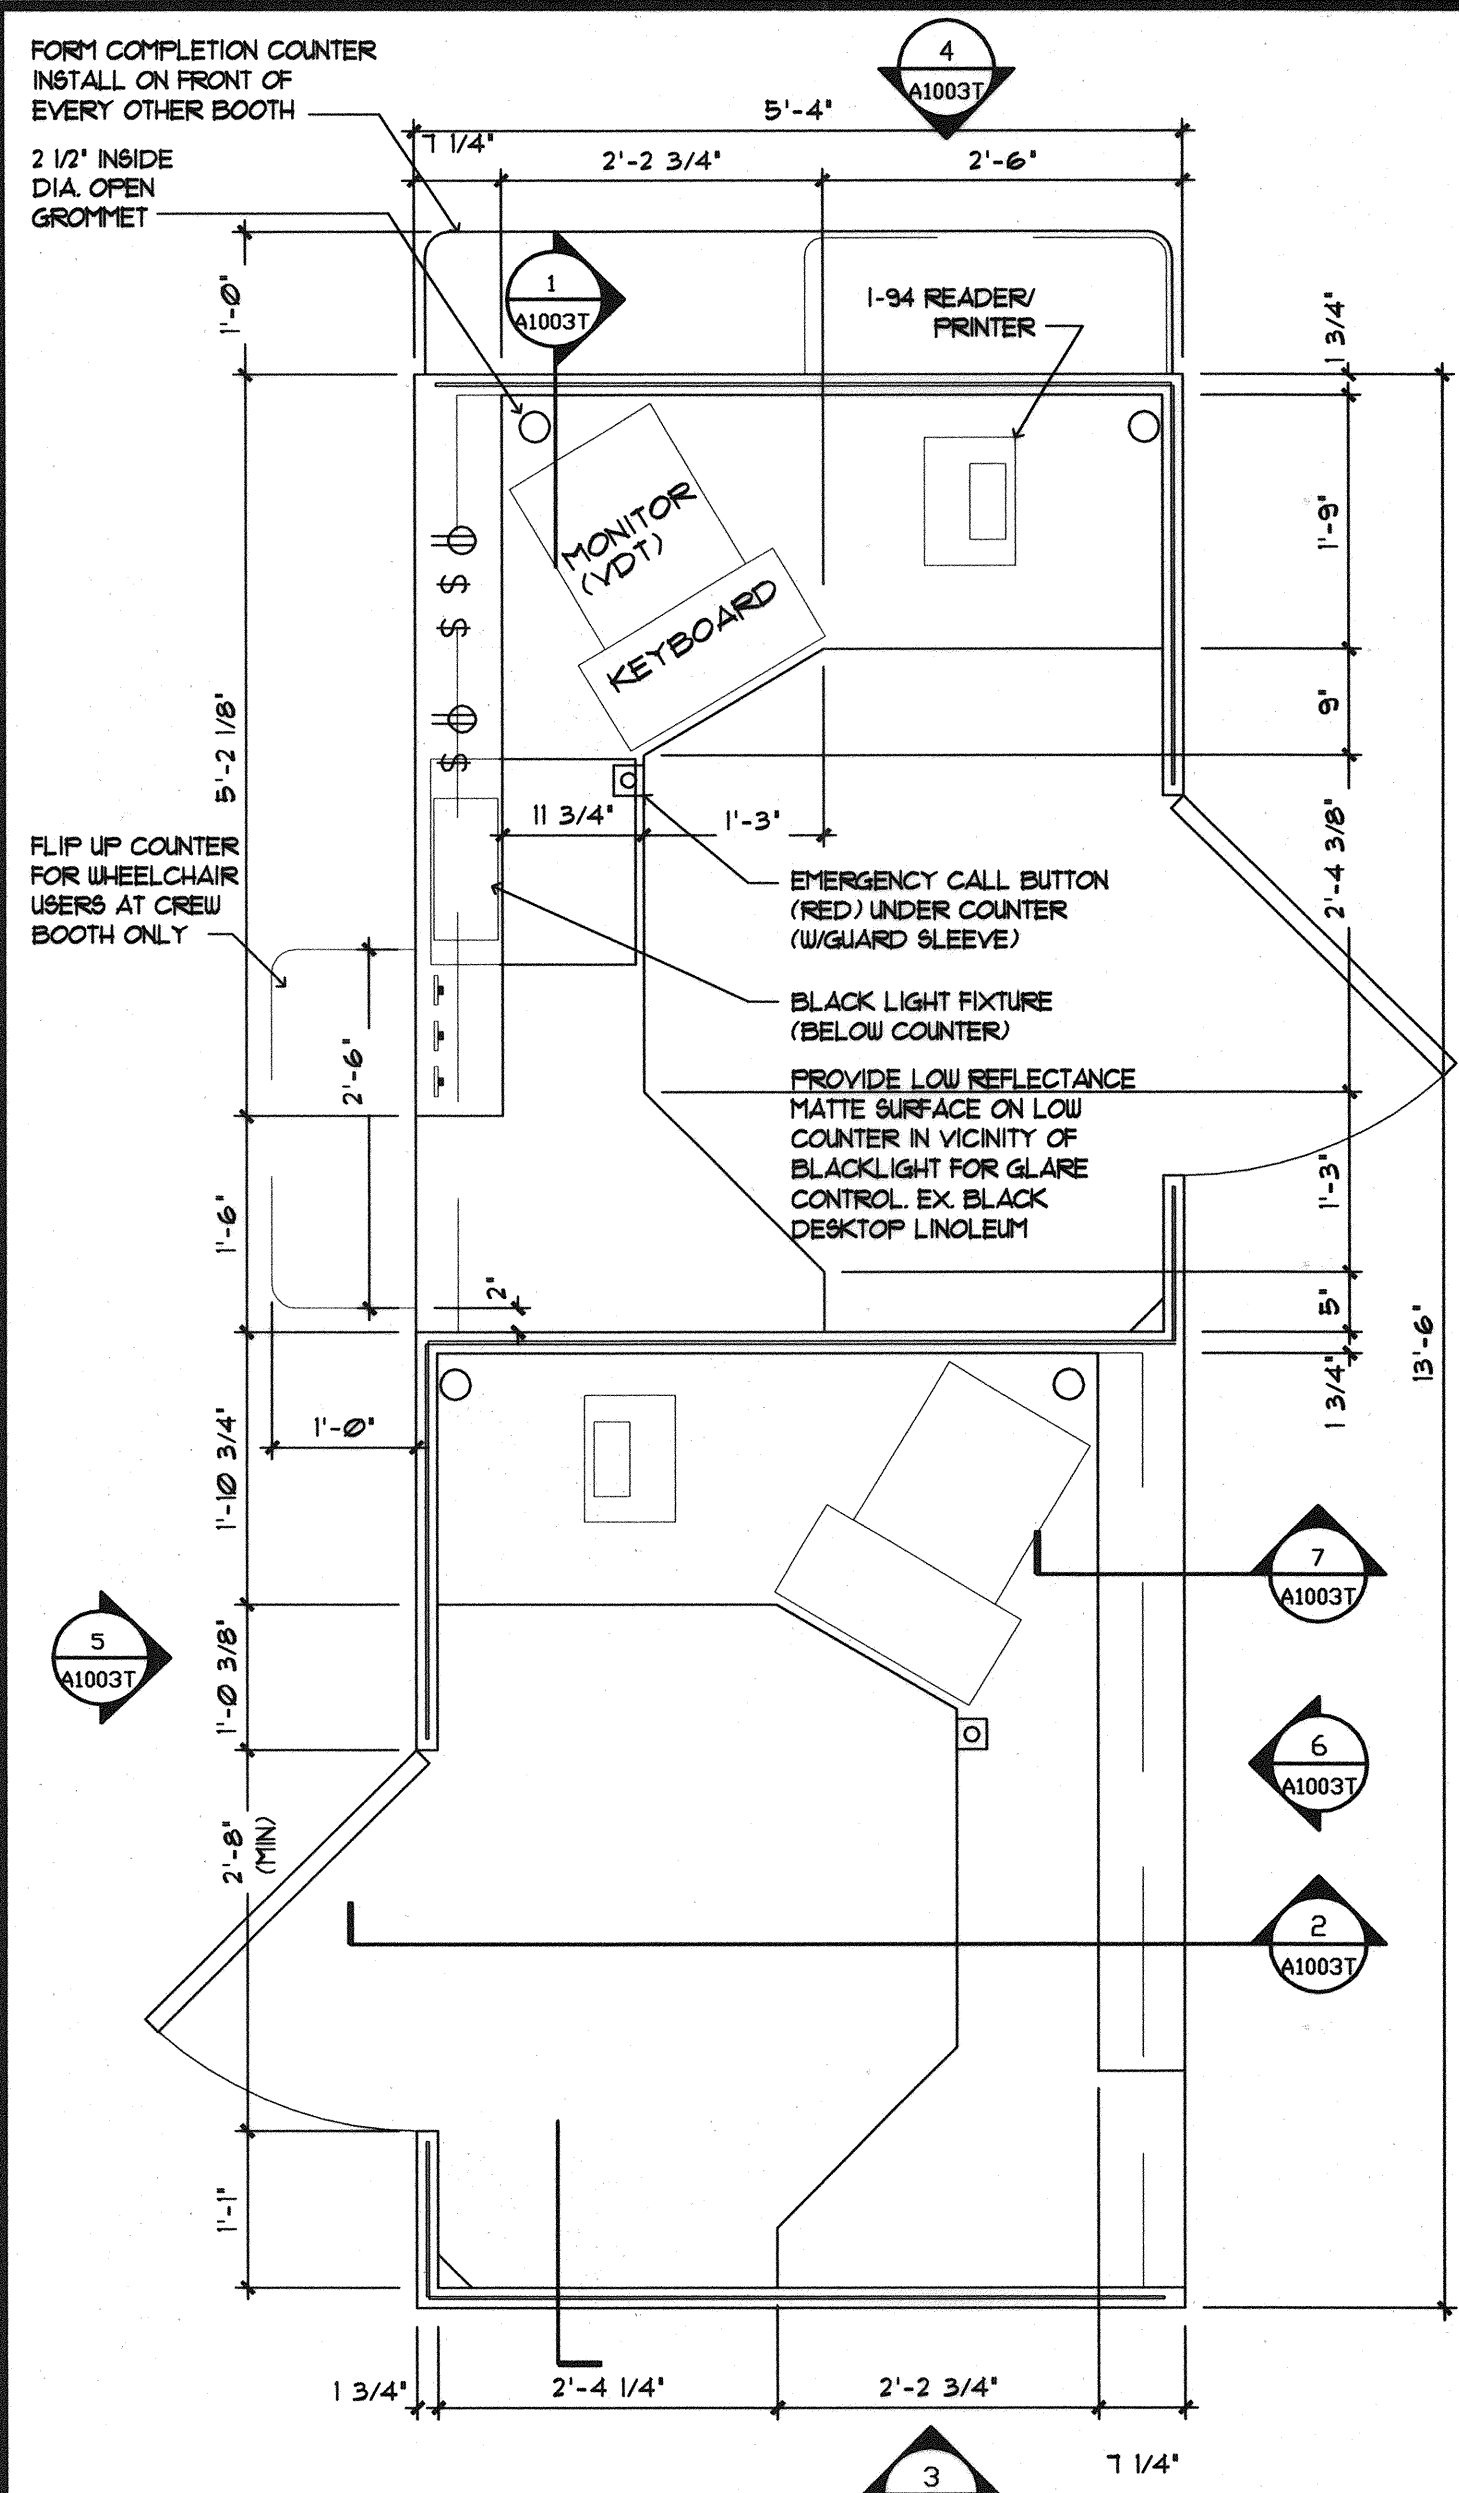 FORM COMPLETION COUNTER
INSTALL ON FRONT OF
EVERY OTHER BOOTH
2 1/2" INSIDE
DIA. OPEN
GROMMET
4
A1003T
5'-4"
7 1/4"
2'-2 3/4"
2'-6"
1'-0"
1
A1003T
I-94 READER/
PRINTER
1 3/4"
MONITOR
(VDT)
KEYBOARD
1'-9"
9"
5'-2 1/8"
11 3/4"
1'-3"
2'-4 3/8"
FLIP UP COUNTER
FOR WHEELCHAIR
USERS AT CREW
BOOTH ONLY
EMERGENCY CALL BUTTON
(RED) UNDER COUNTER
(W/GUARD SLEEVE)
BLACK LIGHT FIXTURE
(BELOW COUNTER)
PROVIDE LOW REFLECTANCE
MATTE SURFACE ON LOW
COUNTER IN VICINITY OF
BLACKLIGHT FOR GLARE
CONTROL. EX. BLACK
DESKTOP LINOLEUM
2'-6"
1'-6"
2"
1'-3"
5"
13'-6"
1 3/4"
1'-0"
1'-10 3/4"
7
A1003T
5
A1003T
1'-0 3/8"
6
A1003T
2'-8"
(MIN)
2
A1003T
1'-1"
1 3/4"
2'-4 1/4"
2'-2 3/4"
7 1/4"
3